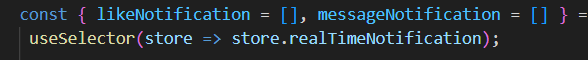 const { likeNotification = [], messageNotification = [] } =
useSelector(store => store.realTimeNotification);